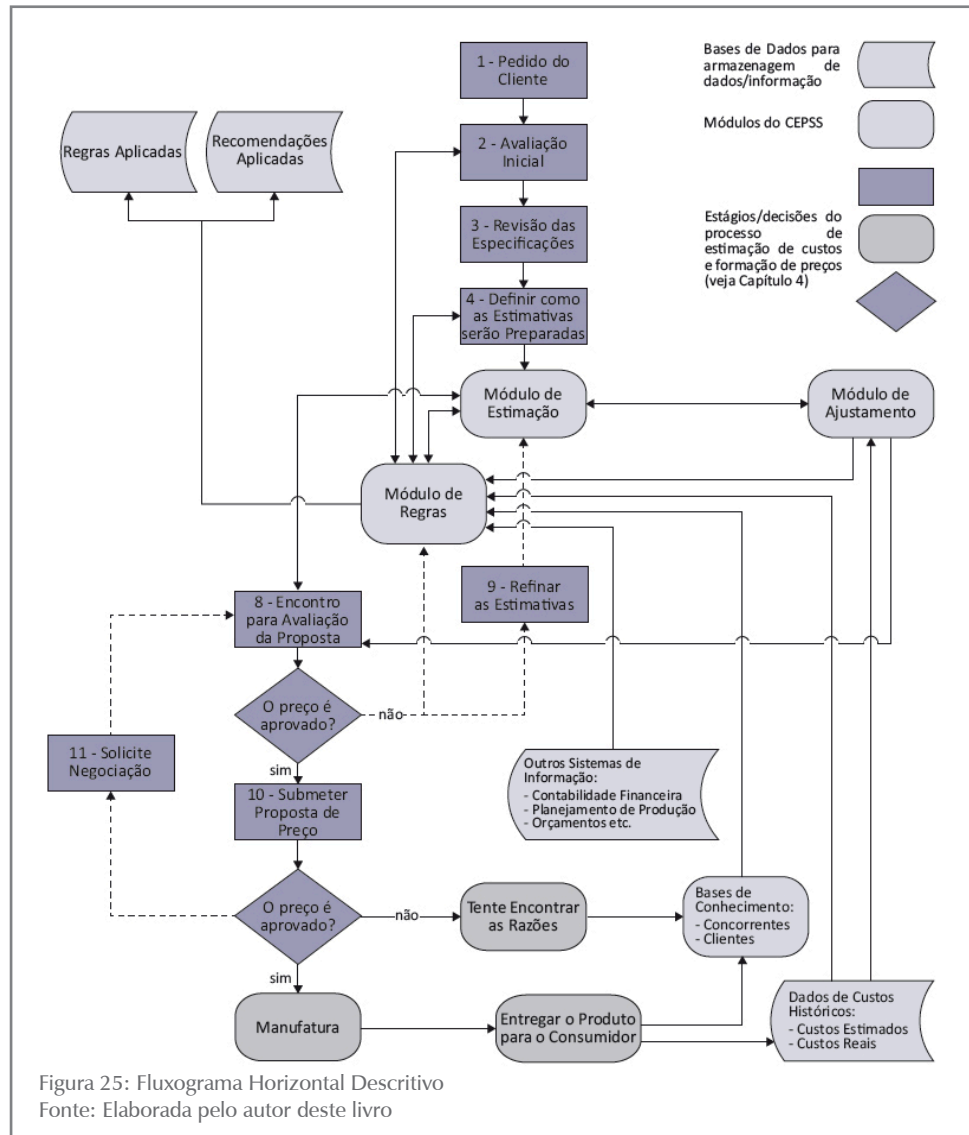 1 - Pedido do
Cliente
Bases de Dados para
armazenagem de
dados/informação
Módulos do CEPSS
Estágios/decisões do
processo de
estimação de custos
e formação de preços
(veja Capítulo 4)
Regras Aplicadas
Recomendações
Aplicadas
2 - Avaliação
Inicial
3 - Revisão das
Especificações
4 - Definir como
as Estimativas
serão Preparadas
Módulo de
Estimação
Módulo de
Ajustamento
Módulo de
Regras
8 - Encontro
para Avaliação
da Proposta
9 - Refinar
as Estimativas
O preço é
aprovado?
não
sim
11 - Solicite
Negociação
10 - Submeter
Proposta de
Preço
Outros Sistemas de
Informação:
- Contabilidade Financeira
- Planejamento de Produção
- Orçamentos etc.
O preço é
aprovado?
não
sim
Tente Encontrar
as Razões
Bases de
Conhecimento:
- Concorrentes
- Clientes
Manufatura
Entregar o Produto
para o Consumidor
Dados de Custos
Históricos:
- Custos Estimados
- Custos Reais
Figura 25: Fluxograma Horizontal Descritivo
Fonte: Elaborada pelo autor deste livro